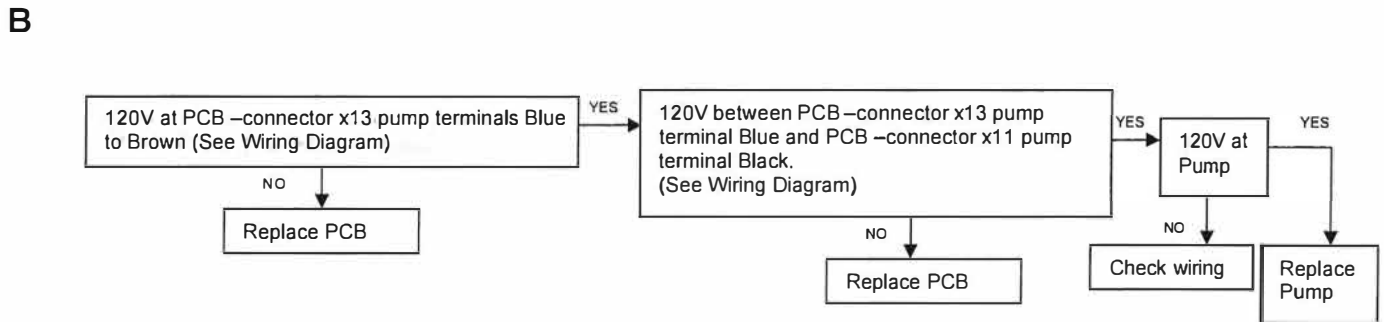 B
120V at PCB –connector x13 pump terminals Blue
to Brown (See Wiring Diagram)
YES
NO
Replace PCB
120V between PCB –connector x13 pump
terminal Blue and PCB –connector x11 pump
terminal Black.
(See Wiring Diagram)
YES
NO
Replace PCB
120V at
Pump
YES
NO
Check wiring
Replace
Pump